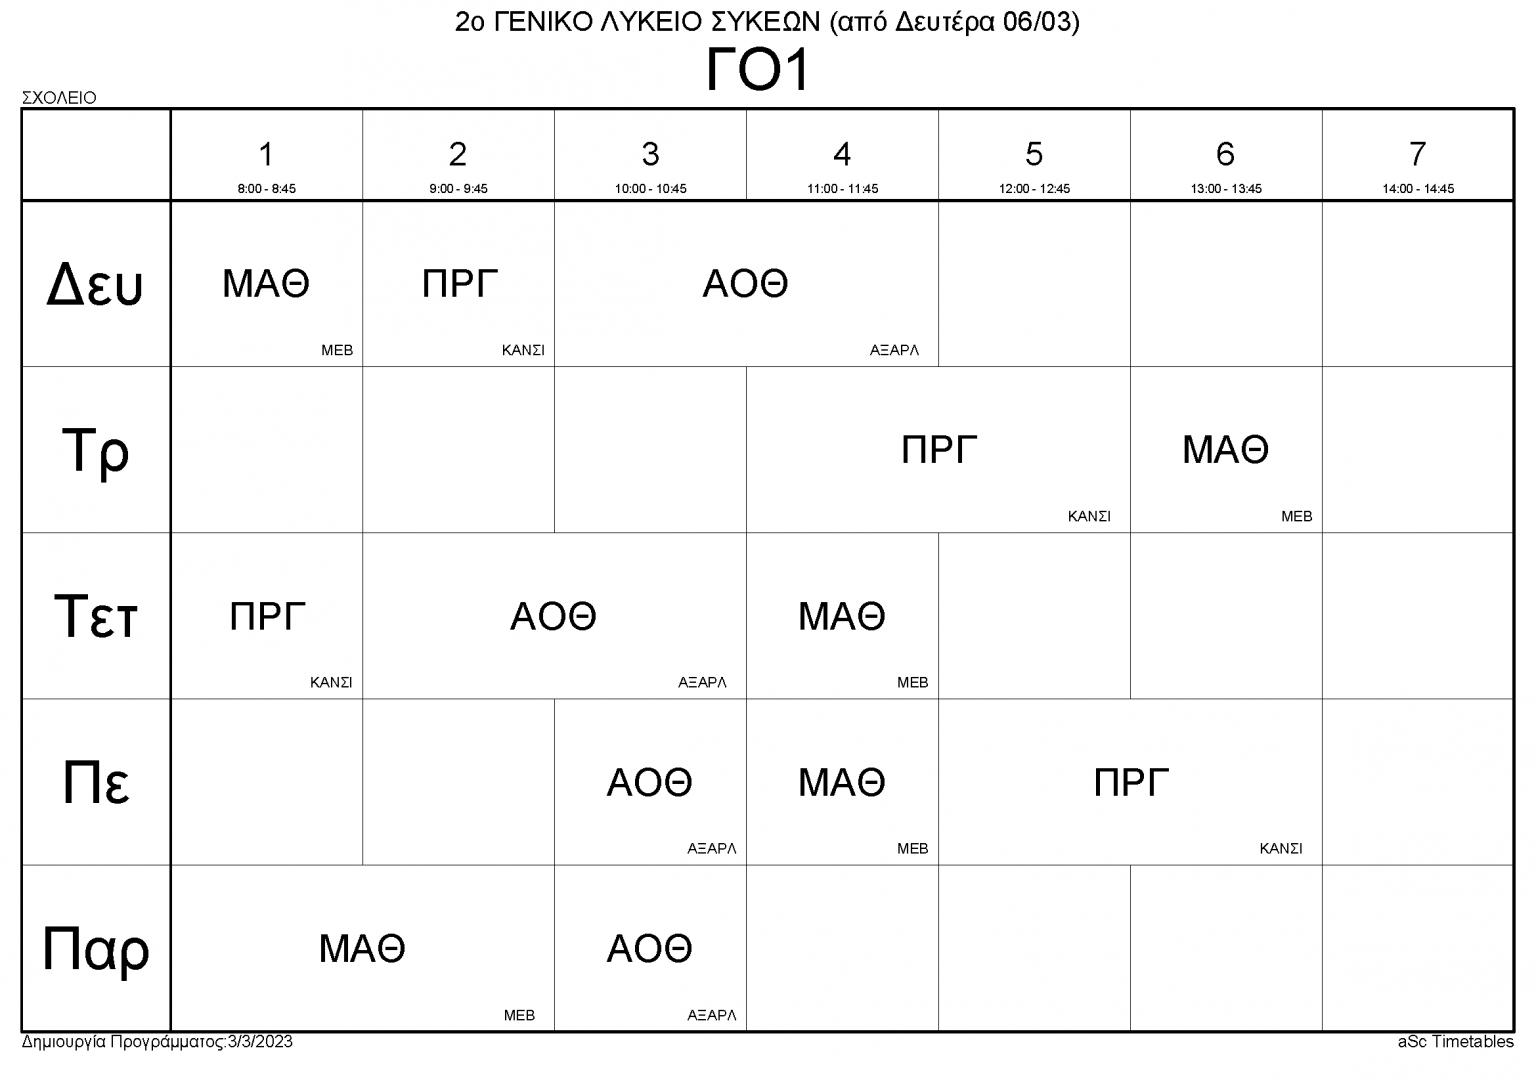 2ο ΓΕΝΙΚΟ ΛΥΚΕΙΟ ΣΥΚΕΩΝ (από Δευτέρα 06/03)
ΓΟ1
ΣΧΟΛΕΙΟ
1 2 3 4 5 6 7
8:00 - 8:45 9:00 - 9:45 10:00 - 10:45 11:00 - 11:45 12:00 - 12:45 13:00 - 13:45 14:00 - 14:45
Δευ ΜΑΘ ΠΡΓ ΑΟΘ
ΜΕΒ ΚΑΝΣΙ ΑΞΑΡΛ
Τρ ΠΡΓ ΜΑΘ
ΚΑΝΣΙ ΜΕΒ
Τετ ΠΡΓ ΑΟΘ ΜΑΘ
ΚΑΝΣΙ ΑΞΑΡΛ ΜΕΒ
Πε ΑΟΘ ΜΑΘ ΠΡΓ
ΑΞΑΡΛ ΜΕΒ ΚΑΝΣΙ
Παρ ΜΑΘ ΑΟΘ
ΜΕΒ ΑΞΑΡΛ
Δημιουργία Προγράμματος:3/3/2023 aSc Timetables